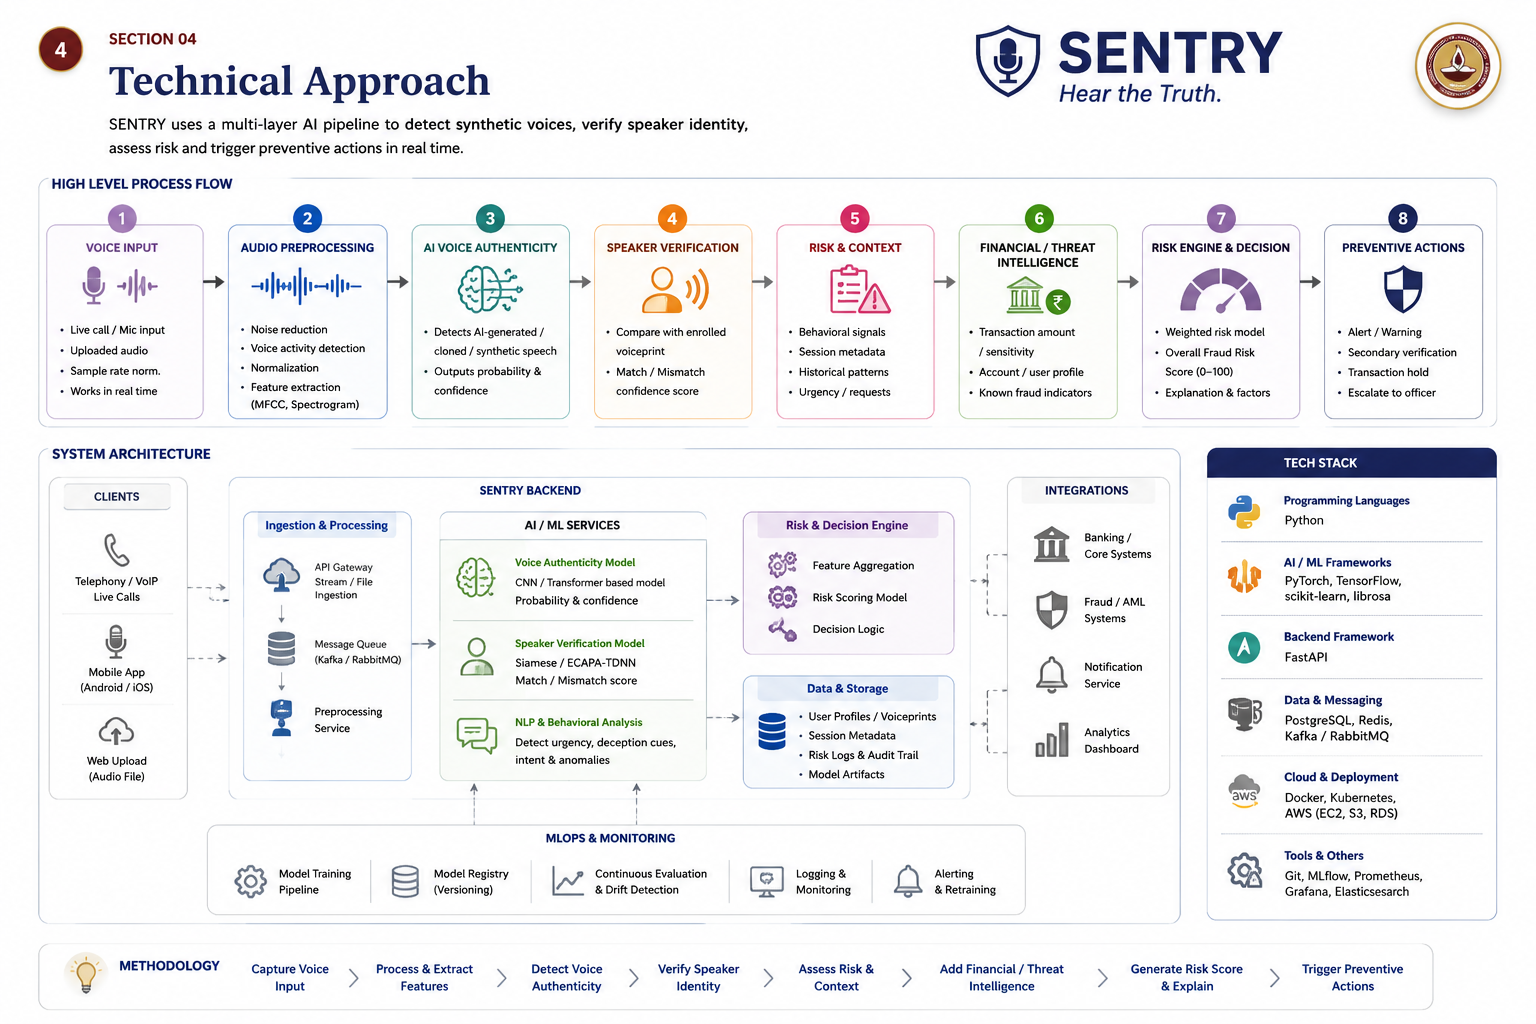 4
SECTION 04
Technical Approach
SENTRY uses a multi-layer AI pipeline to detect synthetic voices, verify speaker identity,
assess risk and trigger preventive actions in real time.
SENTRY
Hear the Truth.
HIGH LEVEL PROCESS FLOW
1
VOICE INPUT
• Live call / Mic input
• Uploaded audio
• Sample rate norm.
• Works in real time
2
AUDIO PREPROCESSING
• Noise reduction
• Voice activity detection
• Normalization
• Feature extraction
(MFCC, Spectrogram)
3
AI VOICE AUTHENTICITY
• Detects AI-generated /
cloned / synthetic speech
• Outputs probability &
confidence
4
SPEAKER VERIFICATION
• Compare with enrolled
voiceprint
• Match / Mismatch
confidence score
5
RISK & CONTEXT
• Behavioral signals
• Session metadata
• Historical patterns
• Urgency / requests
6
FINANCIAL / THREAT
INTELLIGENCE
₹
• Transaction amount
/ sensitivity
• Account / user profile
• Known fraud indicators
7
RISK ENGINE & DECISION
• Weighted risk model
• Overall Fraud Risk
Score (0–100)
• Explanation & factors
8
PREVENTIVE ACTIONS
• Alert / Warning
• Secondary verification
• Transaction hold
• Escalate to officer
SYSTEM ARCHITECTURE
CLIENTS
Telephony / VoIP
Live Calls
Mobile App
(Android / iOS)
Web Upload
(Audio File)
SENTRY BACKEND
Ingestion & Processing
API Gateway
Stream / File
Ingestion
Message Queue
(Kafka / RabbitMQ)
Preprocessing
Service
AI / ML SERVICES
Voice Authenticity Model
CNN / Transformer based model
Probability & confidence
Speaker Verification Model
Siamese / ECAPA-TDNN
Match / Mismatch score
NLP & Behavioral Analysis
Detect urgency, deception cues,
intent & anomalies
Risk & Decision Engine
Feature Aggregation
Risk Scoring Model
Decision Logic
Data & Storage
• User Profiles / Voiceprints
• Session Metadata
• Risk Logs & Audit Trail
• Model Artifacts
INTEGRATIONS
Banking /
Core Systems
Fraud / AML
Systems
Notification
Service
Analytics
Dashboard
MLOPS & MONITORING
Model Training
Pipeline
Model Registry
(Versioning)
Continuous Evaluation
& Drift Detection
Logging &
Monitoring
Alerting
& Retraining
TECH STACK
Programming Languages
Python
AI / ML Frameworks
PyTorch, TensorFlow,
scikit-learn, librosa
Backend Framework
FastAPI
Data & Messaging
PostgreSQL, Redis,
Kafka / RabbitMQ
aws
Cloud & Deployment
Docker, Kubernetes,
AWS (EC2, S3, RDS)
Tools & Others
Git, MLflow, Prometheus,
Grafana, Elasticsesarch
METHODOLOGY
Capture Voice
Input
Process & Extract
Features
Detect Voice
Authenticity
Verify Speaker
Identity
Assess Risk &
Context
Add Financial / Threat
Intelligence
Generate Risk Score
& Explain
Trigger Preventive
Actions